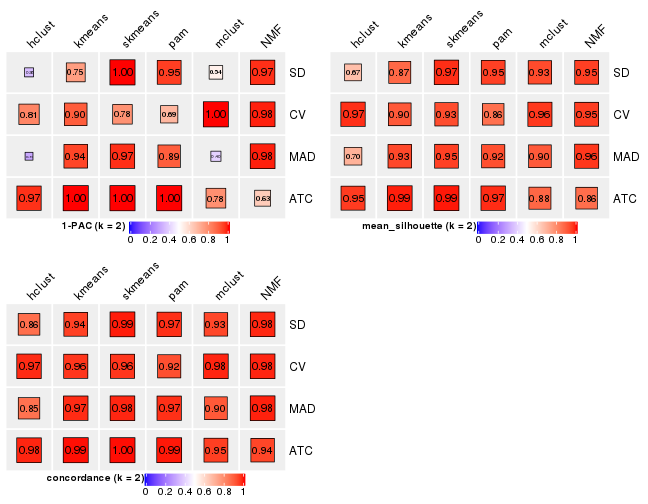 hclust kmeans skmeans pam mclust NMF
0.75 1.00 0.95 0.54 0.97 SD
0.81 0.90 0.78 0.69 1.00 0.98 CV
0.94 0.97 0.89 0.98 MAD
0.97 1.00 1.00 1.00 0.78 0.63 ATC
1-PAC (k = 2)
0 0.2 0.4 0.6 0.8 1
hclust kmeans skmeans pam mclust NMF
0.67 0.87 0.97 0.95 0.93 0.95 SD
0.97 0.90 0.93 0.86 0.96 0.95 CV
0.70 0.93 0.95 0.92 0.90 0.96 MAD
0.95 0.99 0.99 0.97 0.88 0.86 ATC
mean_silhouette (k = 2)
0 0.2 0.4 0.6 0.8 1
hclust kmeans skmeans pam mclust NMF
0.86 0.94 0.99 0.97 0.93 0.98 SD
0.97 0.96 0.96 0.92 0.98 0.98 CV
0.85 0.97 0.98 0.97 0.90 0.98 MAD
0.98 0.99 1.00 0.99 0.95 0.94 ATC
concordance (k = 2)
0 0.2 0.4 0.6 0.8 1